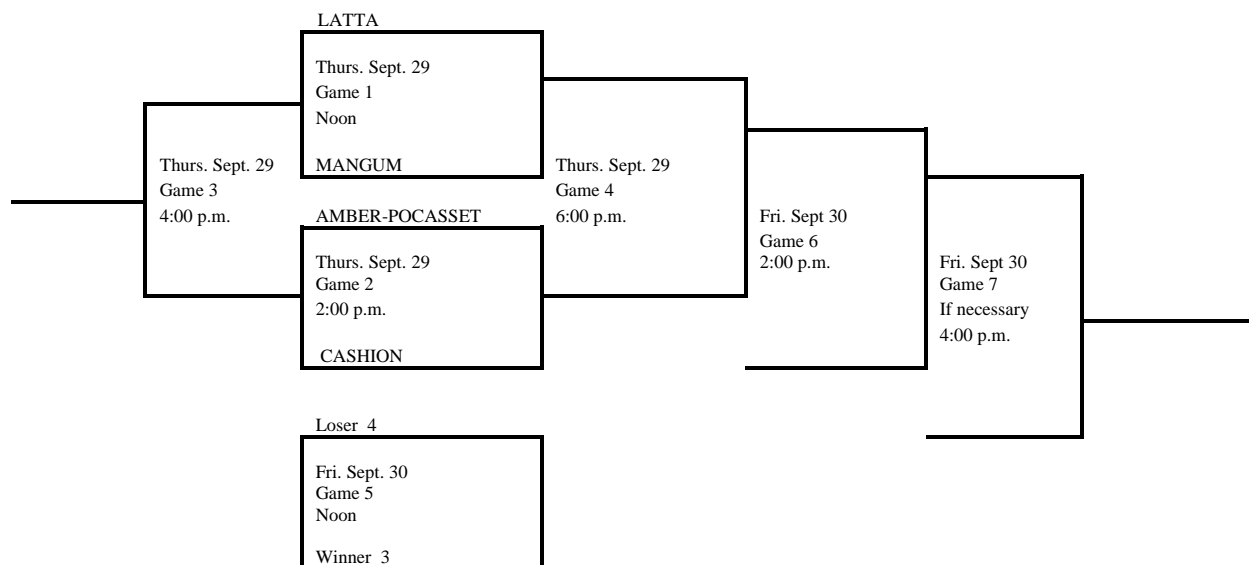 LATTA
Thurs. Sept. 29
Game 1
Noon
MANGUM
Thurs. Sept. 29
Game 3
4:00 p.m.
Thurs. Sept. 29
Game 4
6:00 p.m.
AMBER-POCASSET
Thurs. Sept. 29
Game 2
2:00 p.m.
CASHION
Fri. Sept 30
Game 6
2:00 p.m.
Fri. Sept 30
Game 7
If necessary
4:00 p.m.
Loser 4
Fri. Sept. 30
Game 5
Noon
Winner 3